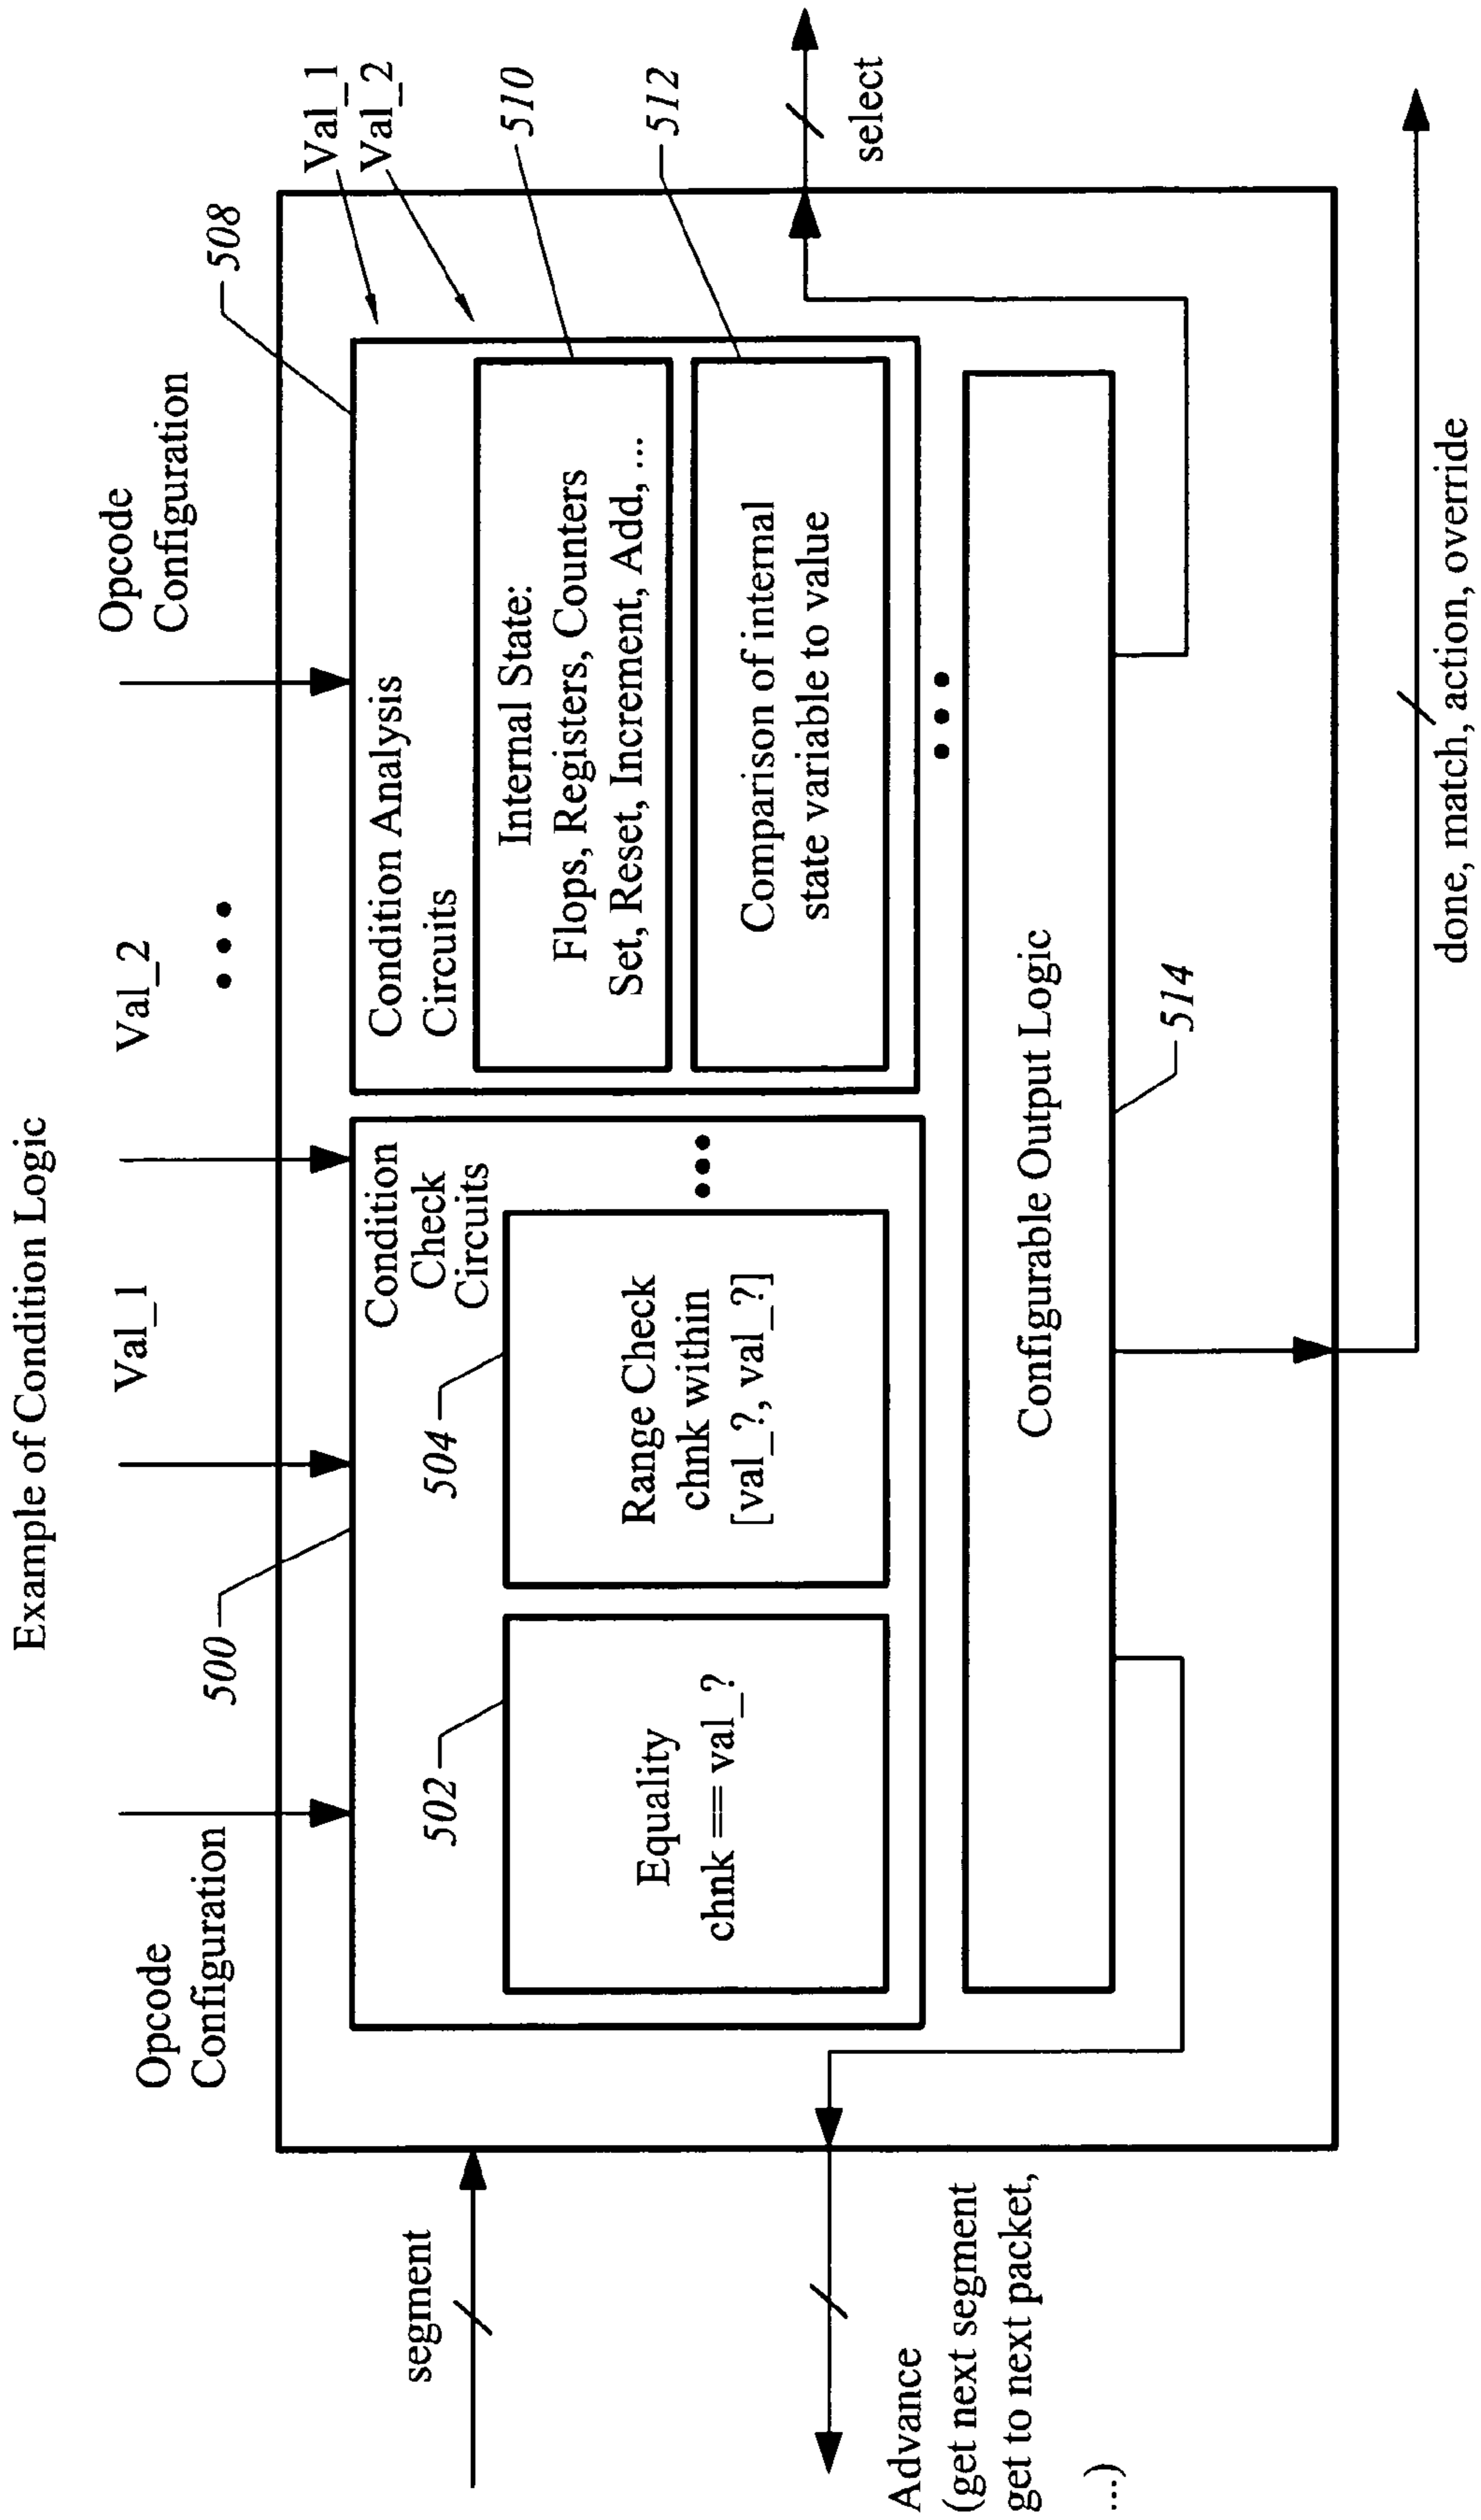 Example of Condition Logic
Opcode
Configuration
Val_1
Val_2
...
Opcode
Configuration
500
508
Val_1
Val_2
510
512
segment
Condition
Check
Circuits
502
504
Equality
chnk == val_?
Range Check
chnk within
[val_?, val_?]
...
Condition Analysis
Circuits
Internal State:
Flops, Registers, Counters
Set, Reset, Increment, Add, ...
Comparison of internal
state variable to value
...
select
Configurable Output Logic
514
Advance
(get next segment
get to next packet,
...)
done, match, action, override